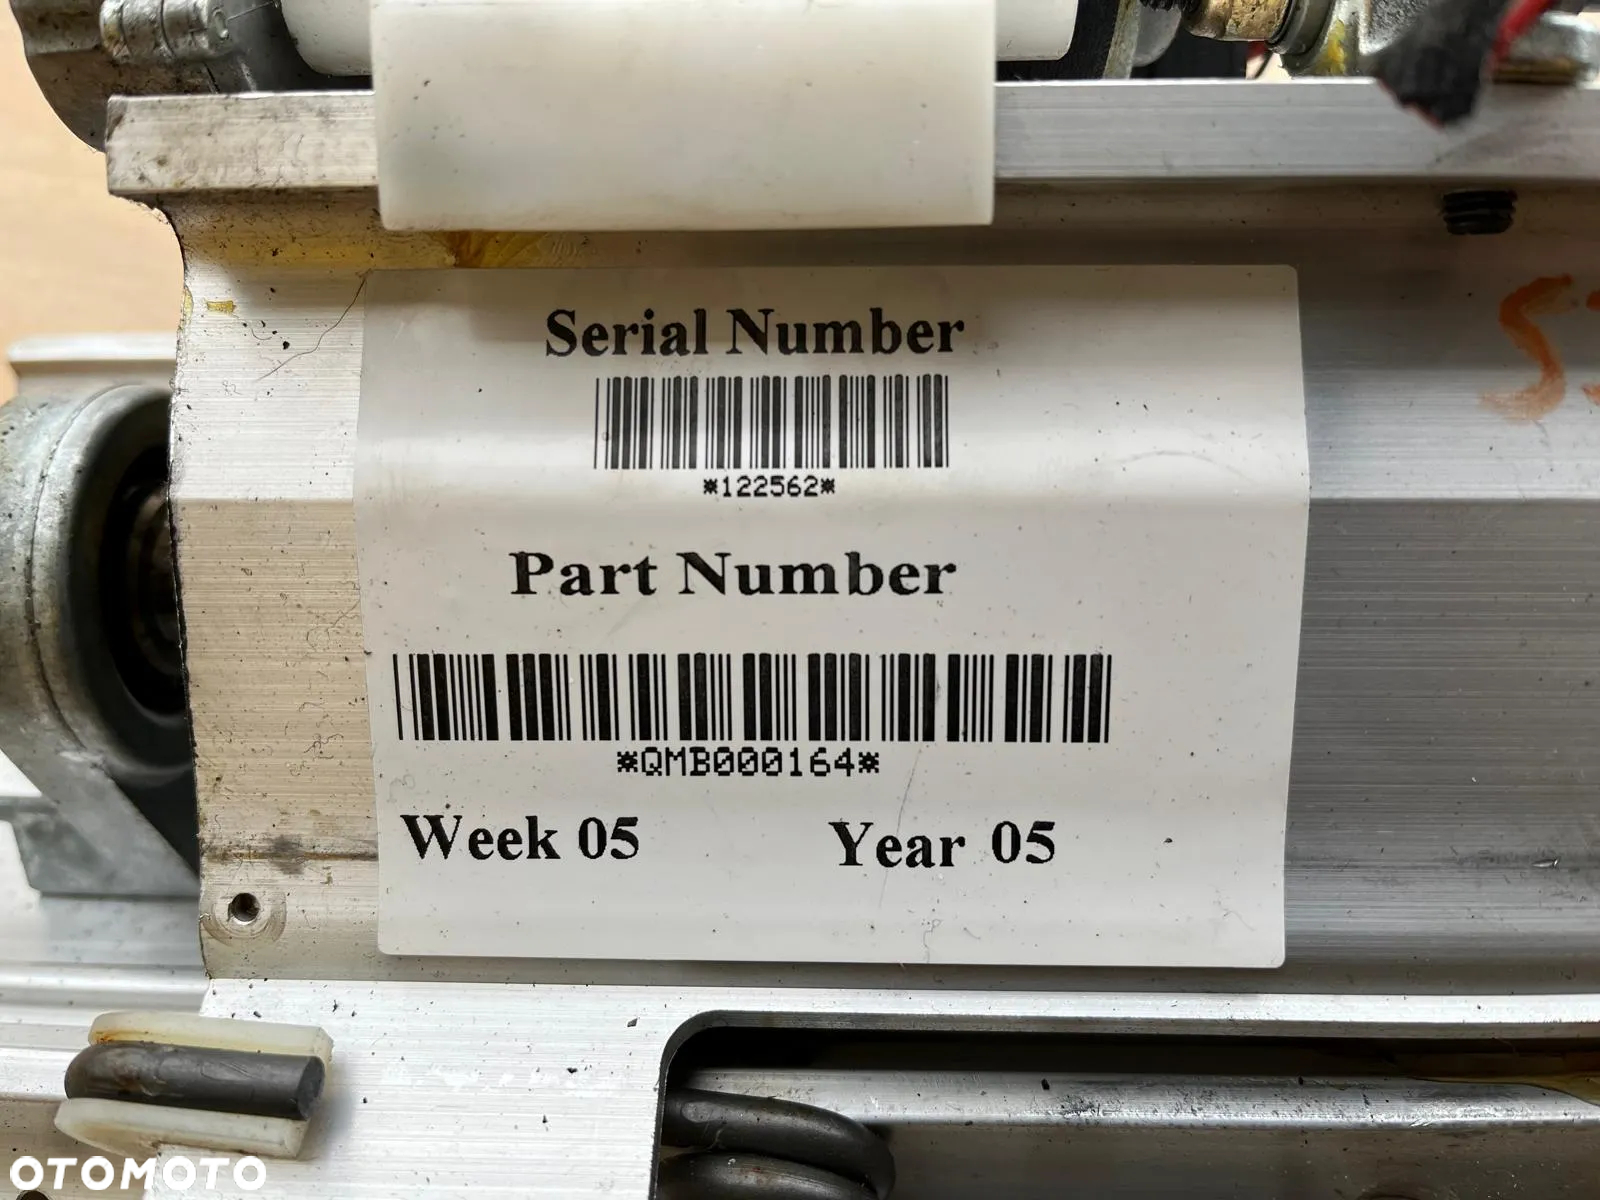 Serial Number
*122562*
Part Number
*QMB000164*
Week 05 Year 05
OTOMOTO